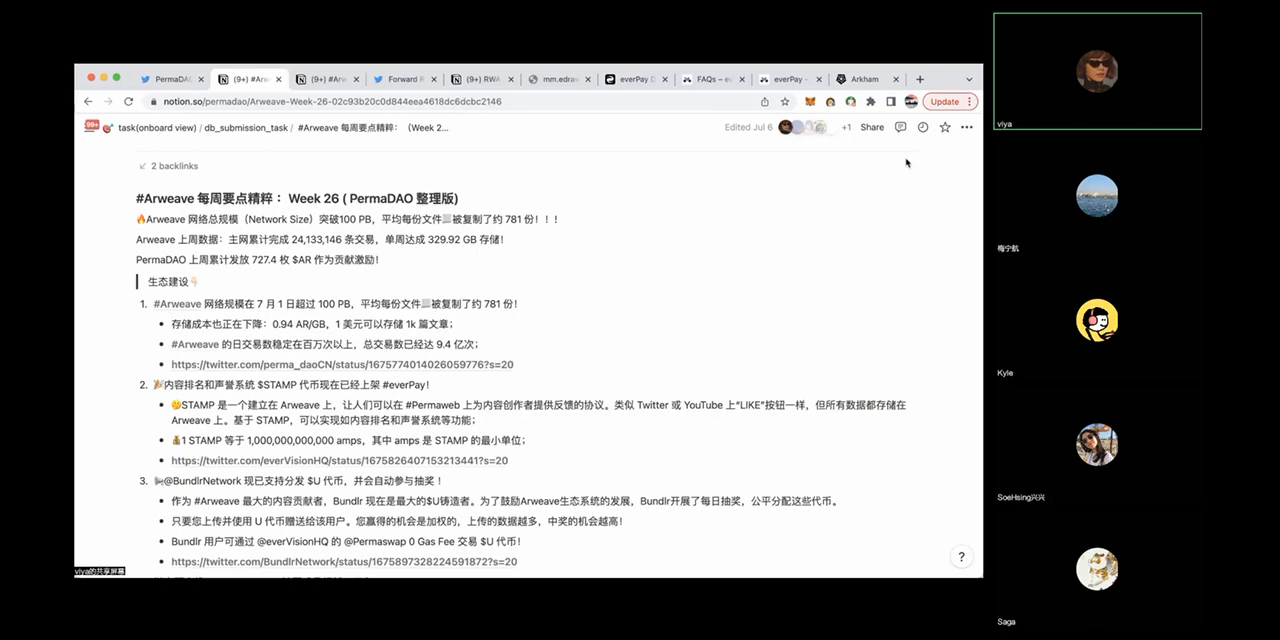 PermaDA
(9+) #Arw
(9+) #Arw
Forward R
(9+) RWA
mm.edraw
everPay D
FAQs – ev
everPay -
Arkham
notion.so/permadao/Arweave-Week-26-02c93b20c0d844eea4618dc6dcbc2146
Update
99+
task(onboard view) / db_submission_task / #Arweave 每周要点精粹： (Week 2...
Edited Jul 6
+1
Share
2 backlinks
#Arweave 每周要点精粹： Week 26 ( PermaDAO 整理版)
🔥Arweave 网络总规模（Network Size）突破100 PB，平均每份文件被复制了约 781 份！！！
Arweave 上周数据：主网累计完成 24,133,146 条交易，单周达成 329.92 GB 存储！
PermaDAO 上周累计发放 727.4 枚 $AR 作为贡献激励！
生态建设👇🏻
1. #Arweave 网络规模在 7 月 1 日超过 100 PB，平均每份文件被复制了约 781 份！
• 存储成本也正在下降：0.94 AR/GB，1 美元可以存储 1k 篇文章；
• #Arweave 的日交易数稳定在百万次以上，总交易数已经达 9.4 亿次；
• https://twitter.com/perma_daoCN/status/1675774014026059776?s=20
2. 🎉内容排名和声誉系统 $STAMP 代币现在已经上架 #everPay！
• 🤔STAMP 是一个建立在 Arweave 上，让人们可以在 #Permaweb 上为内容创作者提供反馈的协议。类似 Twitter 或 YouTube 上“LIKE”按钮一样，但所有数据都存储在
Arweave 上。基于 STAMP，可以实现如内容排名和声誉系统等功能；
• 💰1 STAMP 等于 1,000,000,000,000 amps，其中 amps 是 STAMP 的最小单位；
• https://twitter.com/everVisionHQ/status/1675826407153213441?s=20
3. @BundlrNetwork 现已支持分发 $U 代币，并会自动参与抽奖！
• 作为 #Arweave 最大的内容贡献者，Bundlr 现在是最大的$U铸造者。为了鼓励Arweave生态系统的发展，Bundlr开展了每日抽奖，公平分配这些代币。
• 只要您上传并使用 U 代币赠送给该用户。您赢得的机会是加权的，上传的数据越多，中奖的机会越高！
• Bundlr 用户可通过 @everVisionHQ 的 @Permaswap 0 Gas Fee 交易 $U 代币！
• https://twitter.com/BundlrNetwork/status/1675897328224591872?s=20
?
viya的共享屏幕
viya
梅宁航
Kyle
SoeHsing兴兴
Saga